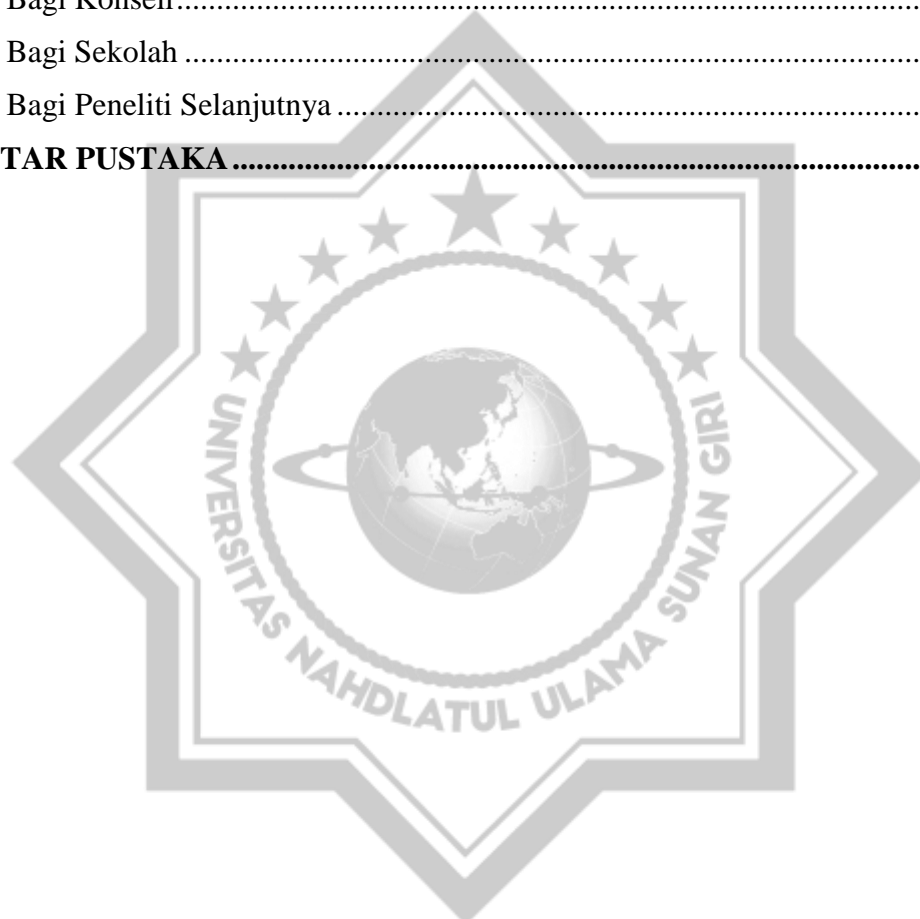 Bagi Konseli................................................................................................
Bagi Sekolah ................................................................................................
Bagi Peneliti Selanjutnya ................................................................................
TAR PUSTAKA................................................................................................
UNIVERSITAS NAHDLATUL ULAMA SUNAN GIRI